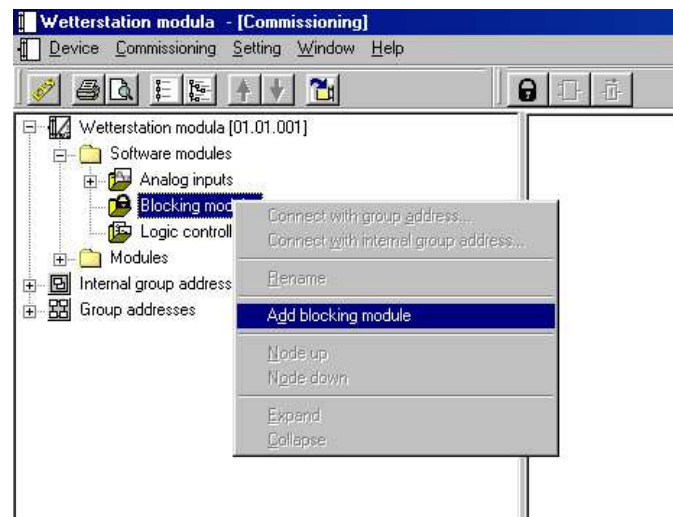 Wetterstation modula - [Commissioning]
Device Commissioning Setting Window Help
Wetterstation modula [01.01.001]
Software modules
Analog inputs
Blocking mod
Logic controll
Modules
Internal group address
Group addresses
Connect with group address...
Connect with internal group address...
Rename
Add blocking module
Node up
Node down
Expand
Collapse